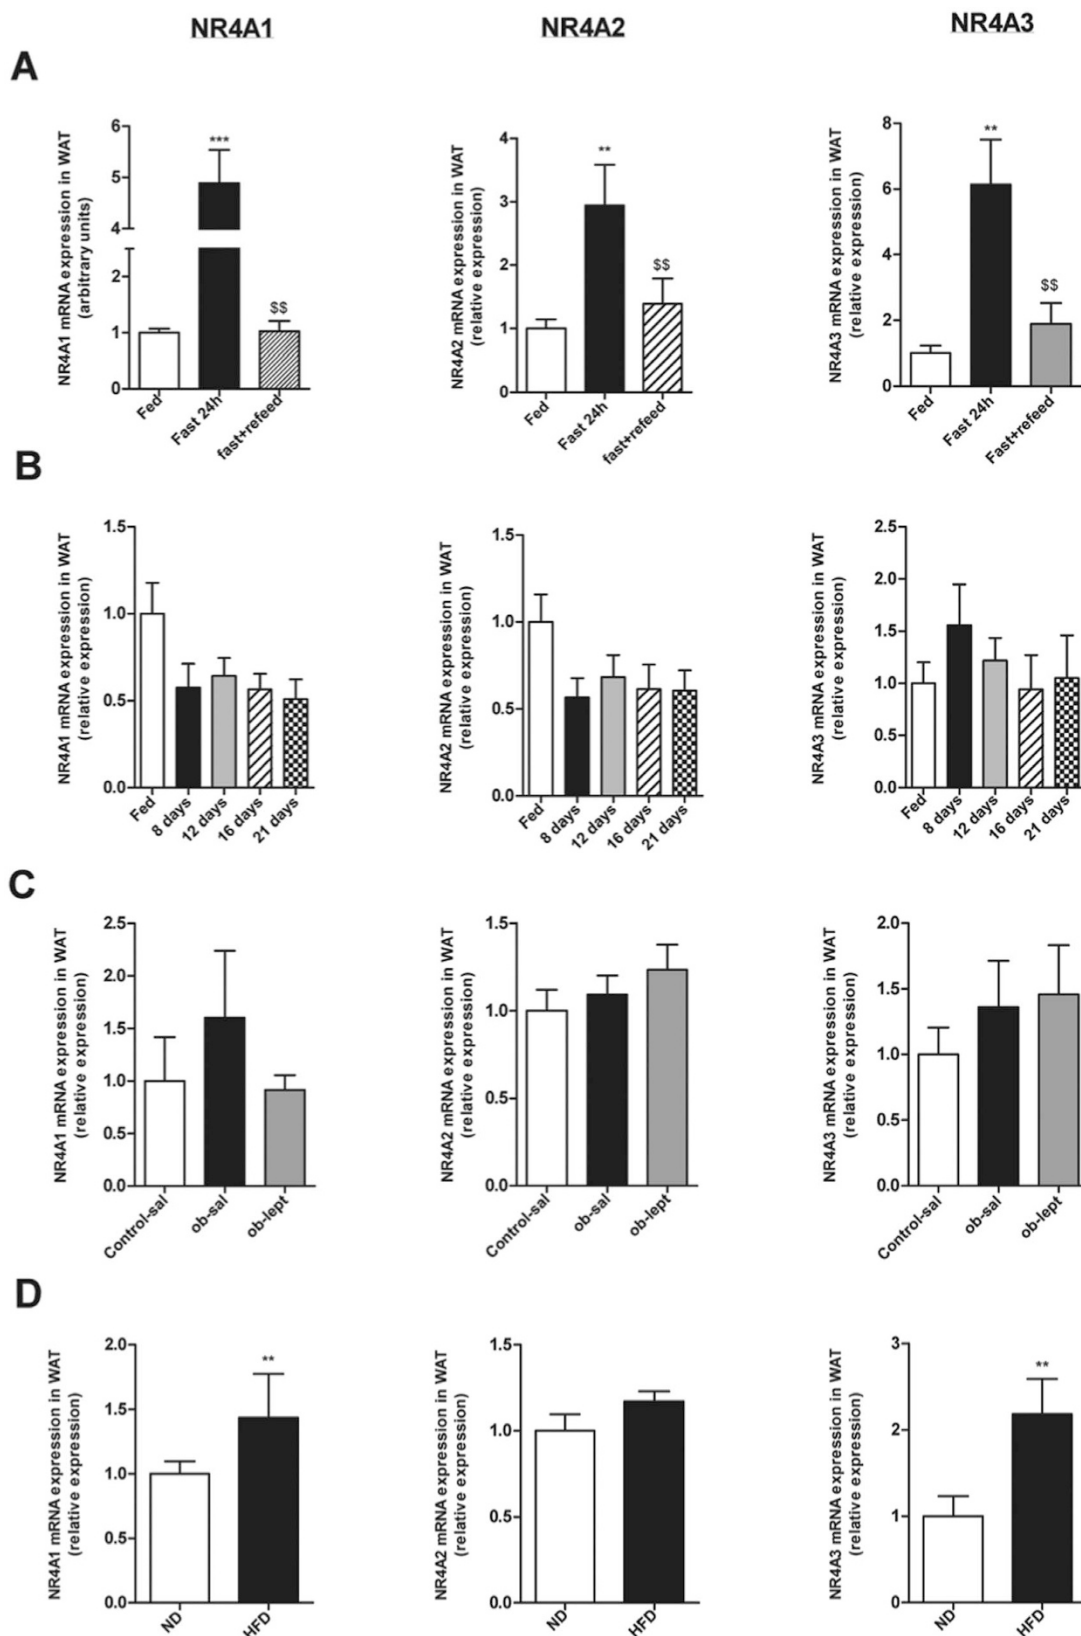 NR4A1
NR4A2
NR4A3
A
NR4A1 mRNA expression in WAT
(arbitrary units)
6
5
4
2
1
0
***
$$
Fed
Fast 24h
fast+refeed
NR4A2 mRNA expression in WAT
(relative expression)
4
3
2
1
0
**
$$
Fed
Fast 24h
fast+refeed
NR4A3 mRNA expression in WAT
(relative expression)
8
6
4
2
0
**
$$
Fed
Fast 24h
Fast+refeed
B
NR4A1 mRNA expression in WAT
(relative expression)
1.5
1.0
0.5
0.0
Fed
8 days
12 days
16 days
21 days
NR4A2 mRNA expression in WAT
(relative expression)
1.5
1.0
0.5
0.0
Fed
8 days
12 days
16 days
21 days
NR4A3 mRNA expression in WAT
(relative expression)
2.5
2.0
1.5
1.0
0.5
0.0
Fed
8 days
12 days
16 days
21 days
C
NR4A1 mRNA expression in WAT
(relative expression)
2.5
2.0
1.5
1.0
0.5
0.0
Control-sal
ob-sal
ob-lept
NR4A2 mRNA expression in WAT
(relative expression)
1.5
1.0
0.5
0.0
Control-sal
ob-sal
ob-lept
NR4A3 mRNA expression in WAT
(relative expression)
2.0
1.5
1.0
0.5
0.0
Control-sal
ob-sal
ob-lept
D
NR4A1 mRNA expression in WAT
(relative expression)
2.0
1.5
1.0
0.5
0.0
**
ND
HFD
NR4A2 mRNA expression in WAT
(relative expression)
1.5
1.0
0.5
0.0
ND
HFD
NR4A3 mRNA expression in WAT
(relative expression)
3
2
1
0
**
ND
HFD